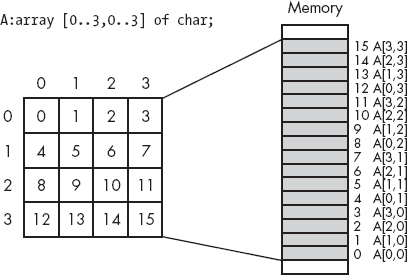 A:array [0..3,0..3] of char;
Memory
0 1 2 3
0 0 1 2 3
1 4 5 6 7
2 8 9 10 11
3 12 13 14 15
15 A[3,3]
14 A[2,3]
13 A[1,3]
12 A[0,3]
11 A[3,2]
10 A[2,2]
9 A[1,2]
8 A[0,2]
7 A[3,1]
6 A[2,1]
5 A[1,1]
4 A[0,1]
3 A[3,0]
2 A[2,0]
1 A[1,0]
0 A[0,0]